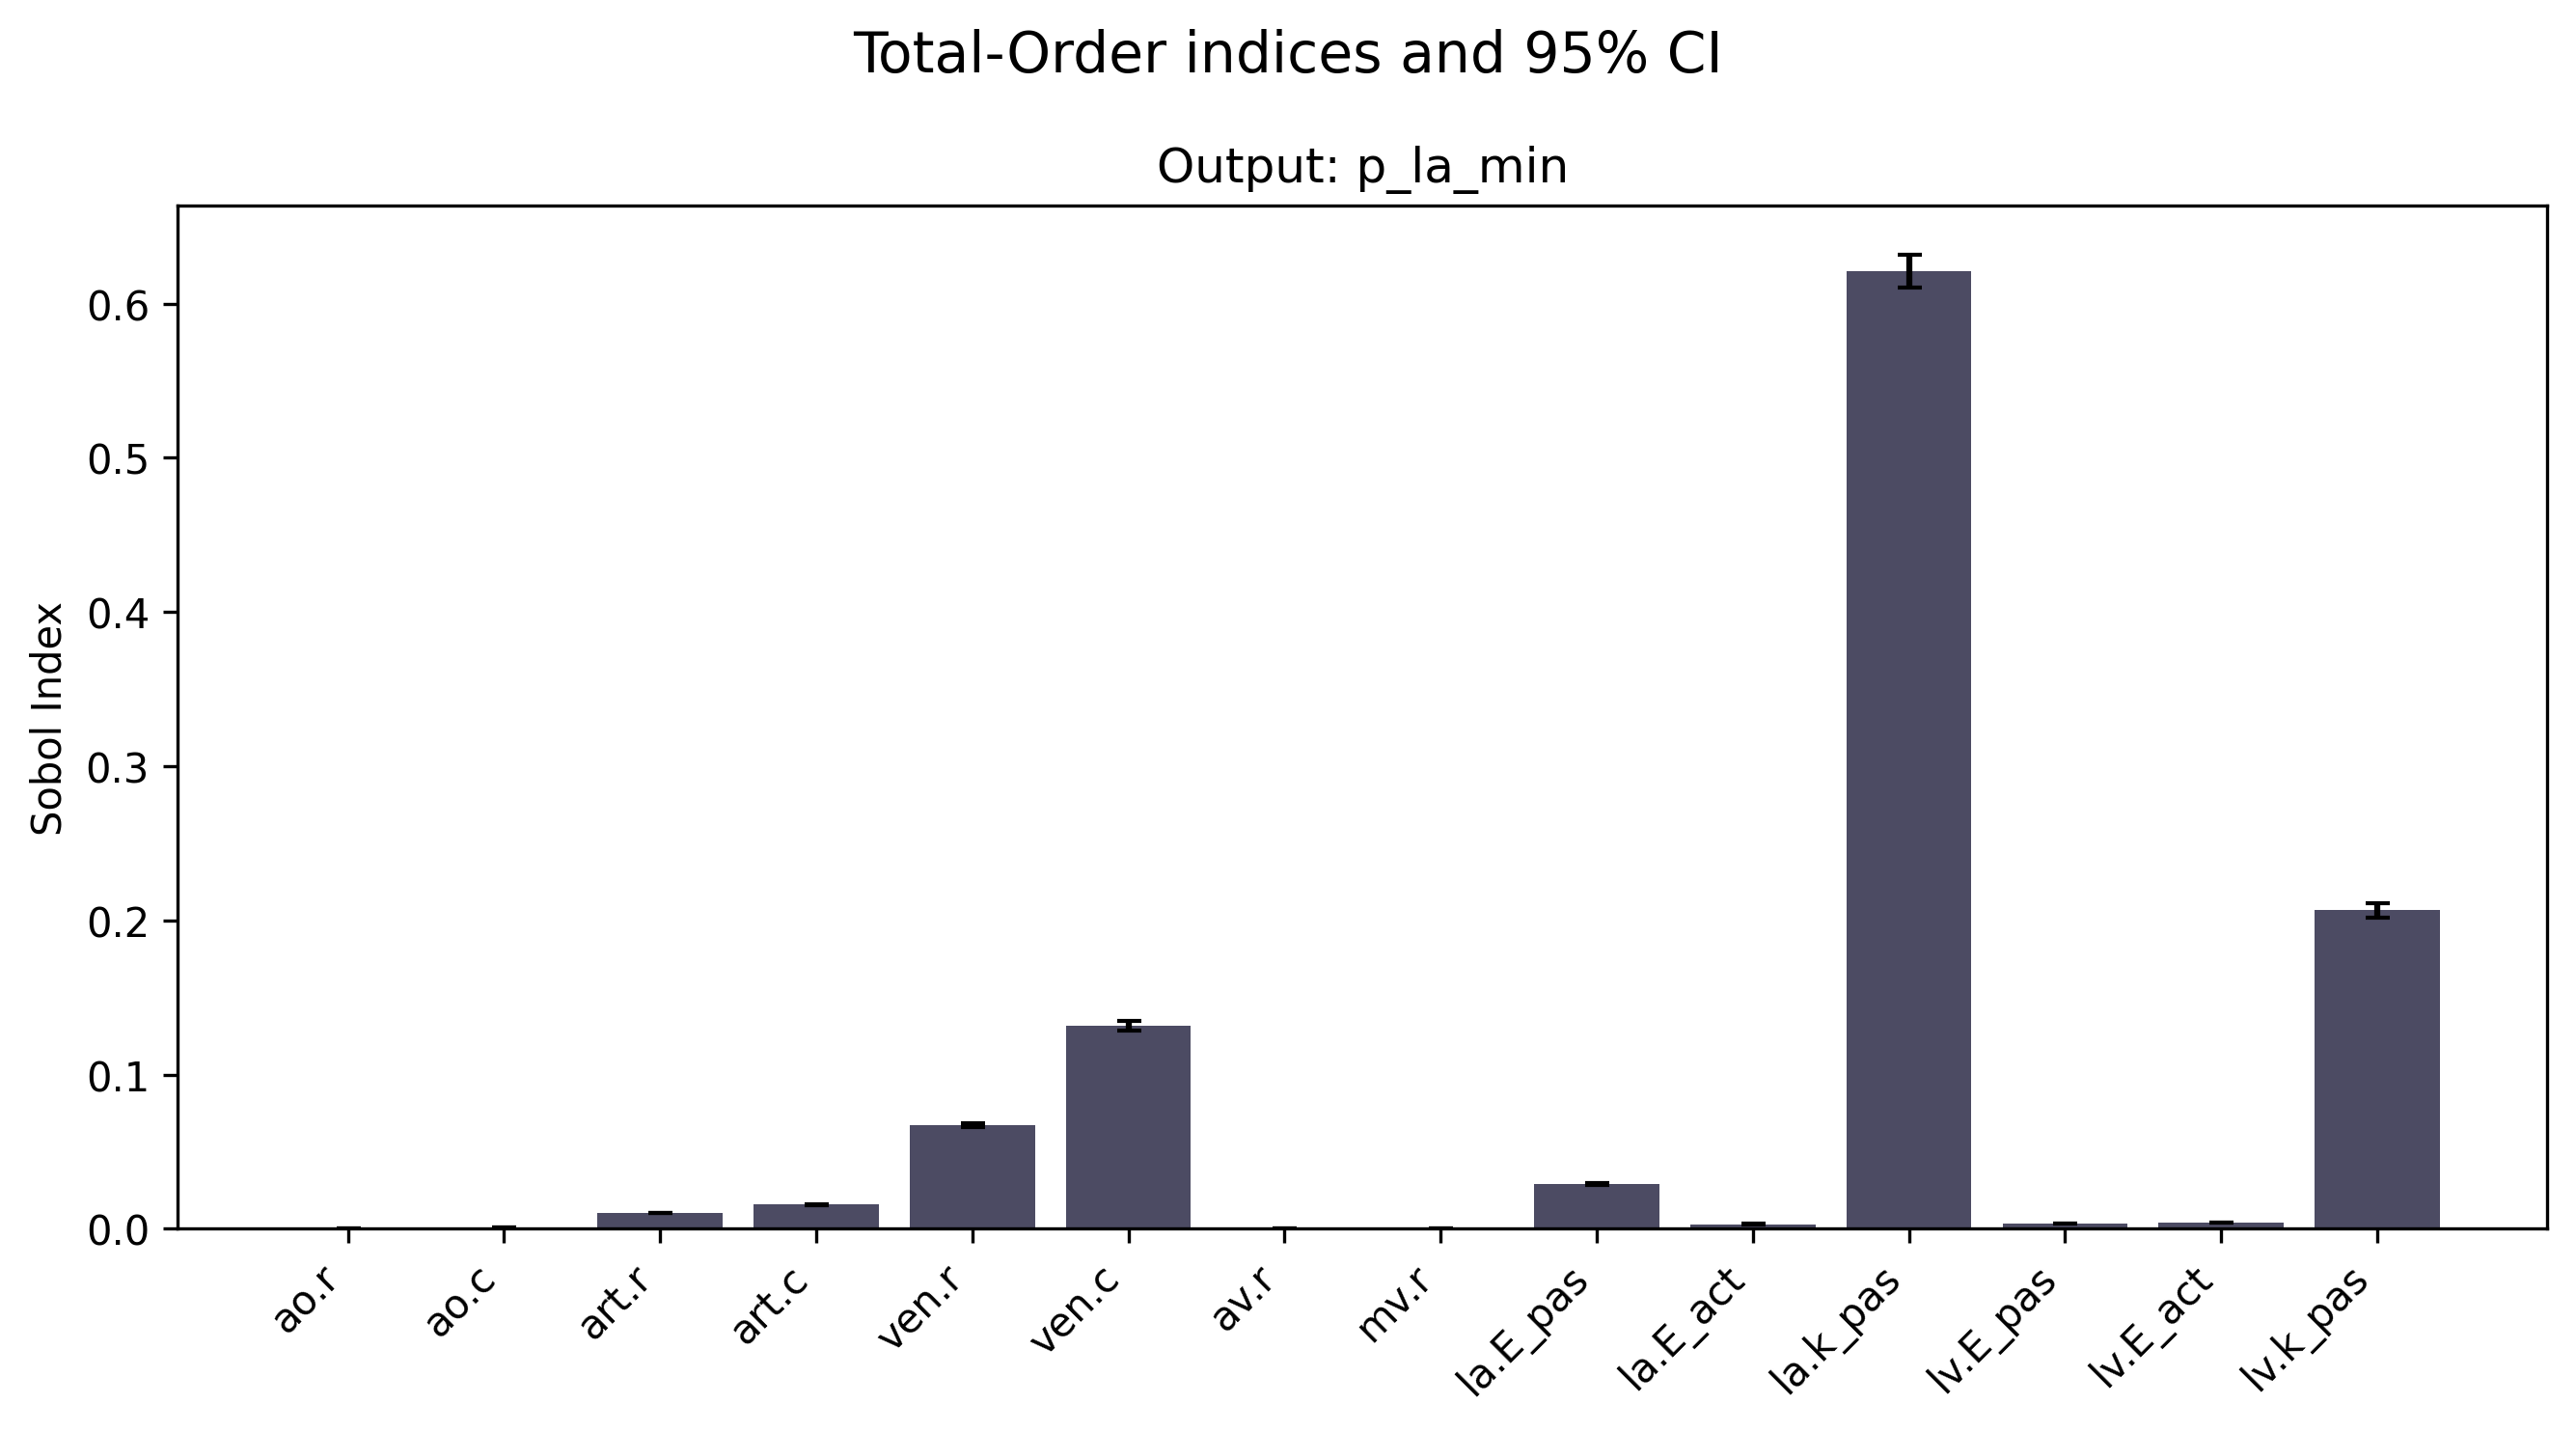 Total-Order indices and 95% CI
Output: p_la_min
Sobol Index
0.6
0.5
0.4
0.3
0.2
0.1
0.0
ao.r
ao.c
art.r
art.c
ven.r
ven.c
av.r
mv.r
la.E_pas
la.E_act
la.k_pas
lv.E_pas
lv.E_act
lv.k_pas